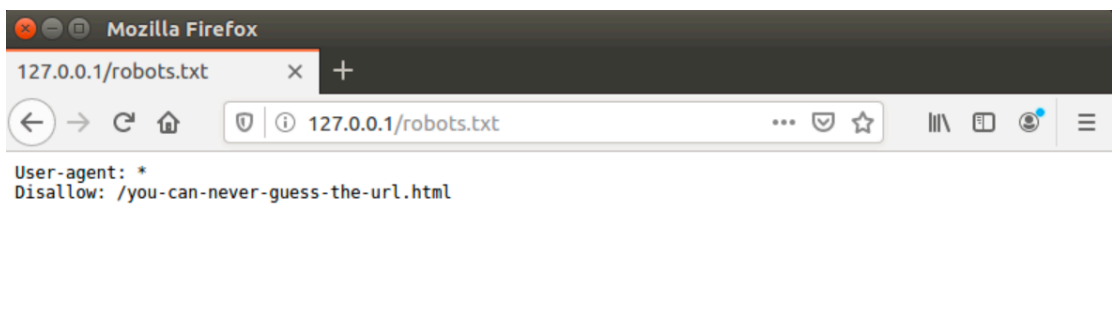 Mozilla Firefox
127.0.0.1/robots.txt
127.0.0.1/robots.txt
User-agent: *
Disallow: /you-can-never-guess-the-url.html